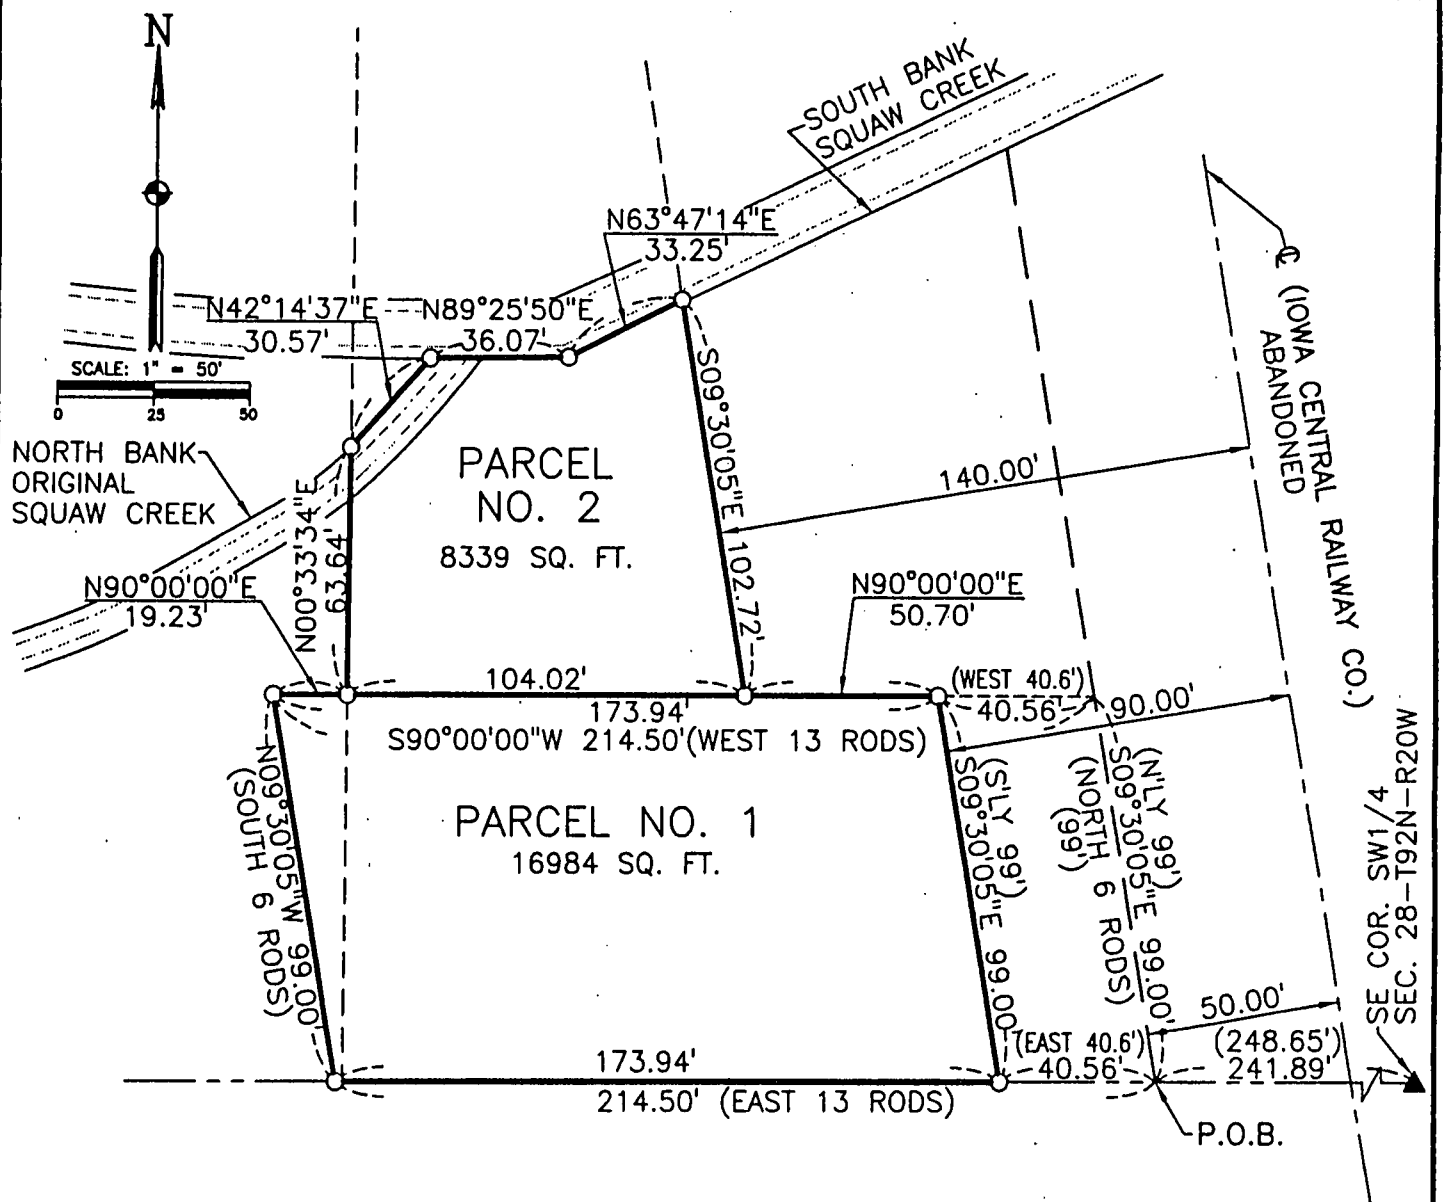 N
SOUTH BANK
SQUAW CREEK
N63°47'14"E
33.25'
N42°14'37"E
30.57'
N89°25'50"E
36.07'
SCALE: 1" = 50'
0 25 50
℄ (IOWA CENTRAL RAILWAY CO.)
ABANDONED
NORTH BANK
ORIGINAL
SQUAW CREEK
PARCEL
NO. 2
8339 SQ. FT.
S09°30'05"E 102.72'
140.00'
N00°33'34"E
63.64'
N90°00'00"E
19.23'
N90°00'00"E
50.70'
104.02'
173.94'
S90°00'00"W 214.50'(WEST 13 RODS)
(WEST 40.6')
40.56'
90.00'
N09°30'05"W 99.00'
(SOUTH 6 RODS)
PARCEL NO. 1
16984 SQ. FT.
(S'LY 99')
S09°30'05"E 99.00'
(N'LY 99')
S09°30'05"E 99.00'
(NORTH 6 RODS)
(99')
SE COR. SW1/4
SEC. 28-T92N-R20W
50.00'
(EAST 40.6')
40.56'
(248.65')
241.89'
173.94'
214.50' (EAST 13 RODS)
P.O.B.